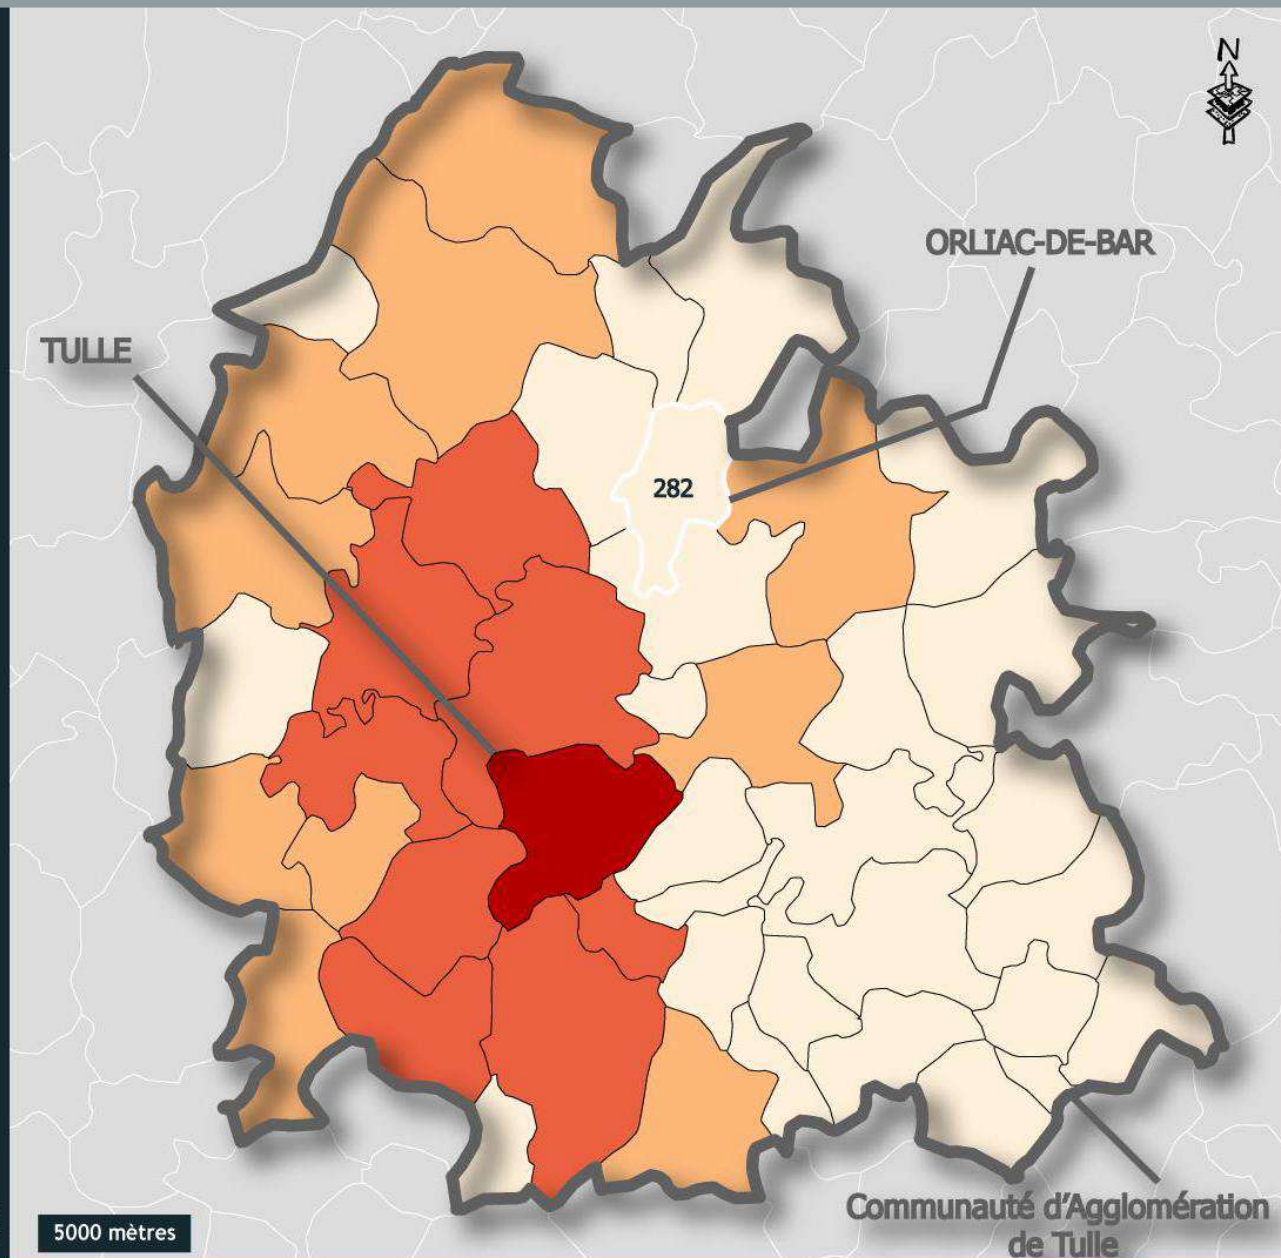 N
ORLIAC-DE-BAR
TULLE
282
Communauté d'Agglomération
de Tulle
5000 mètres